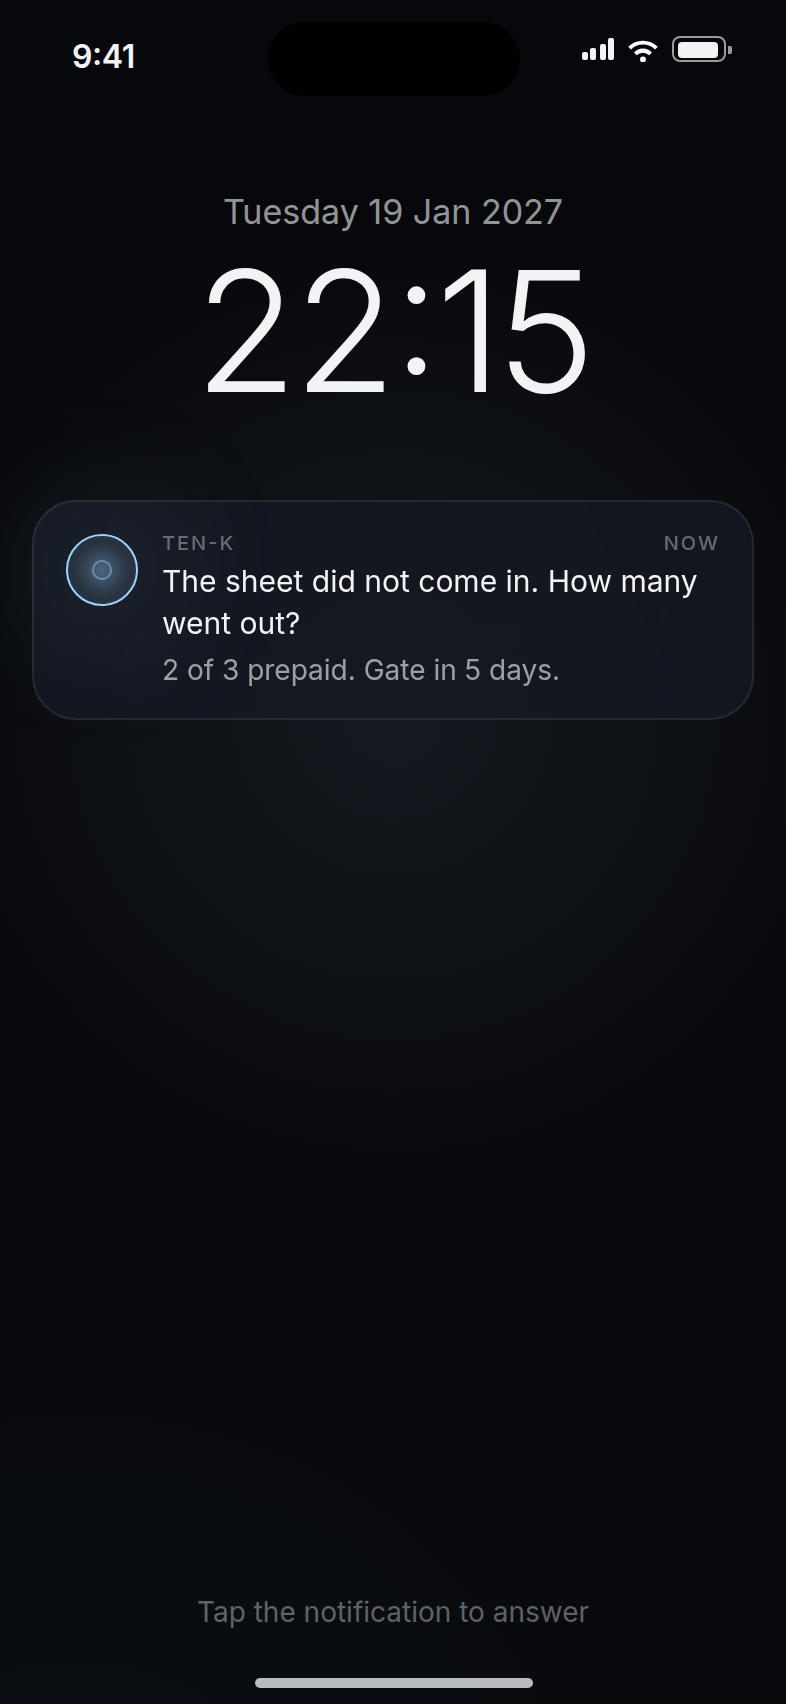 9:41
Tuesday 19 Jan 2027
22:15
TEN-K NOW
The sheet did not come in. How many
went out?
2 of 3 prepaid. Gate in 5 days.
Tap the notification to answer